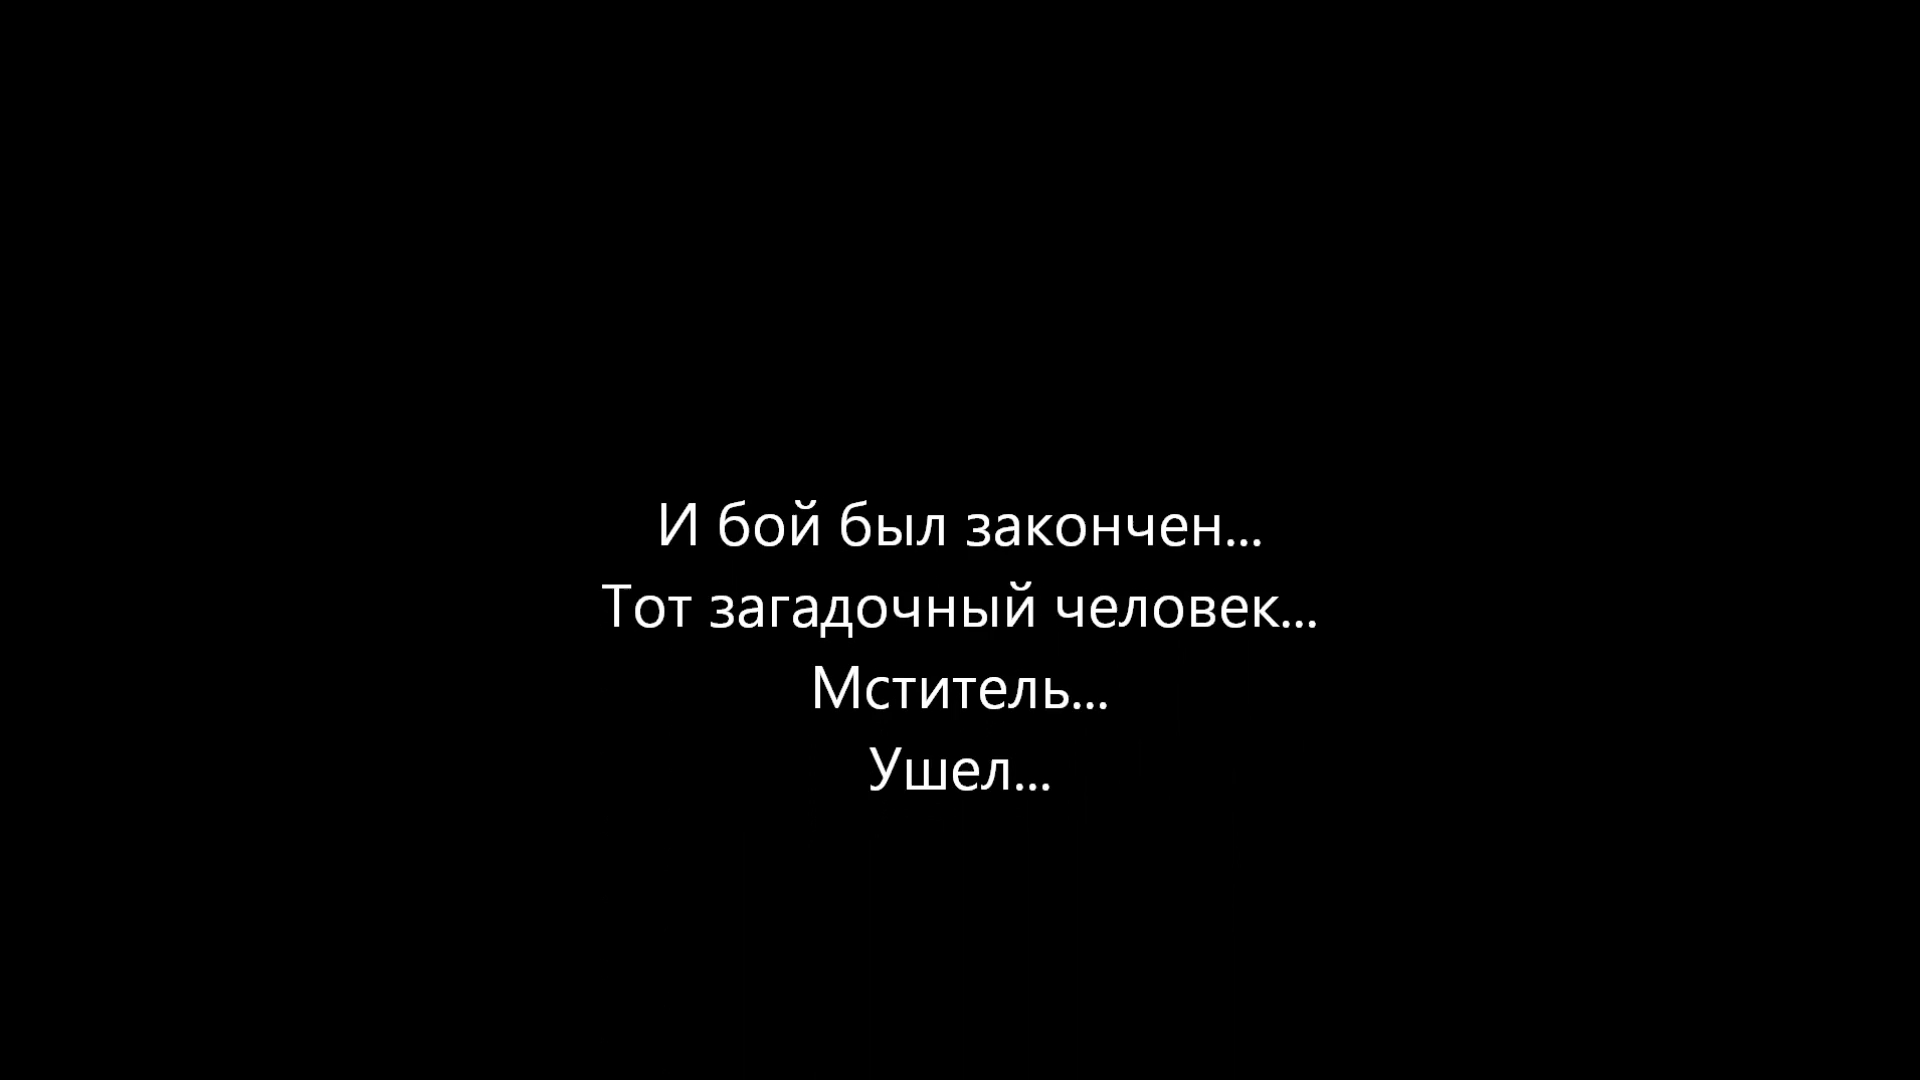 И бой был закончен...
Тот загадочный человек...
Мститель...
Ушел...